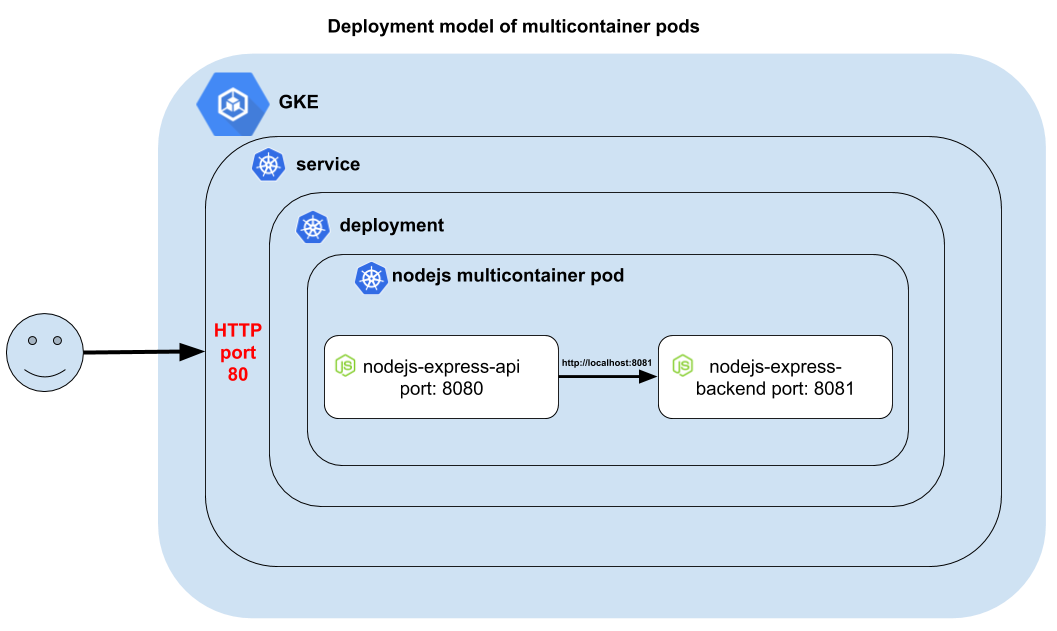 Deployment model of multicontainer pods
GKE
service
deployment
nodejs multicontainer pod
HTTP
port
80
JS
nodejs-express-api
port: 8080
http://localhost:8081
JS
nodejs-express-
backend port: 8081